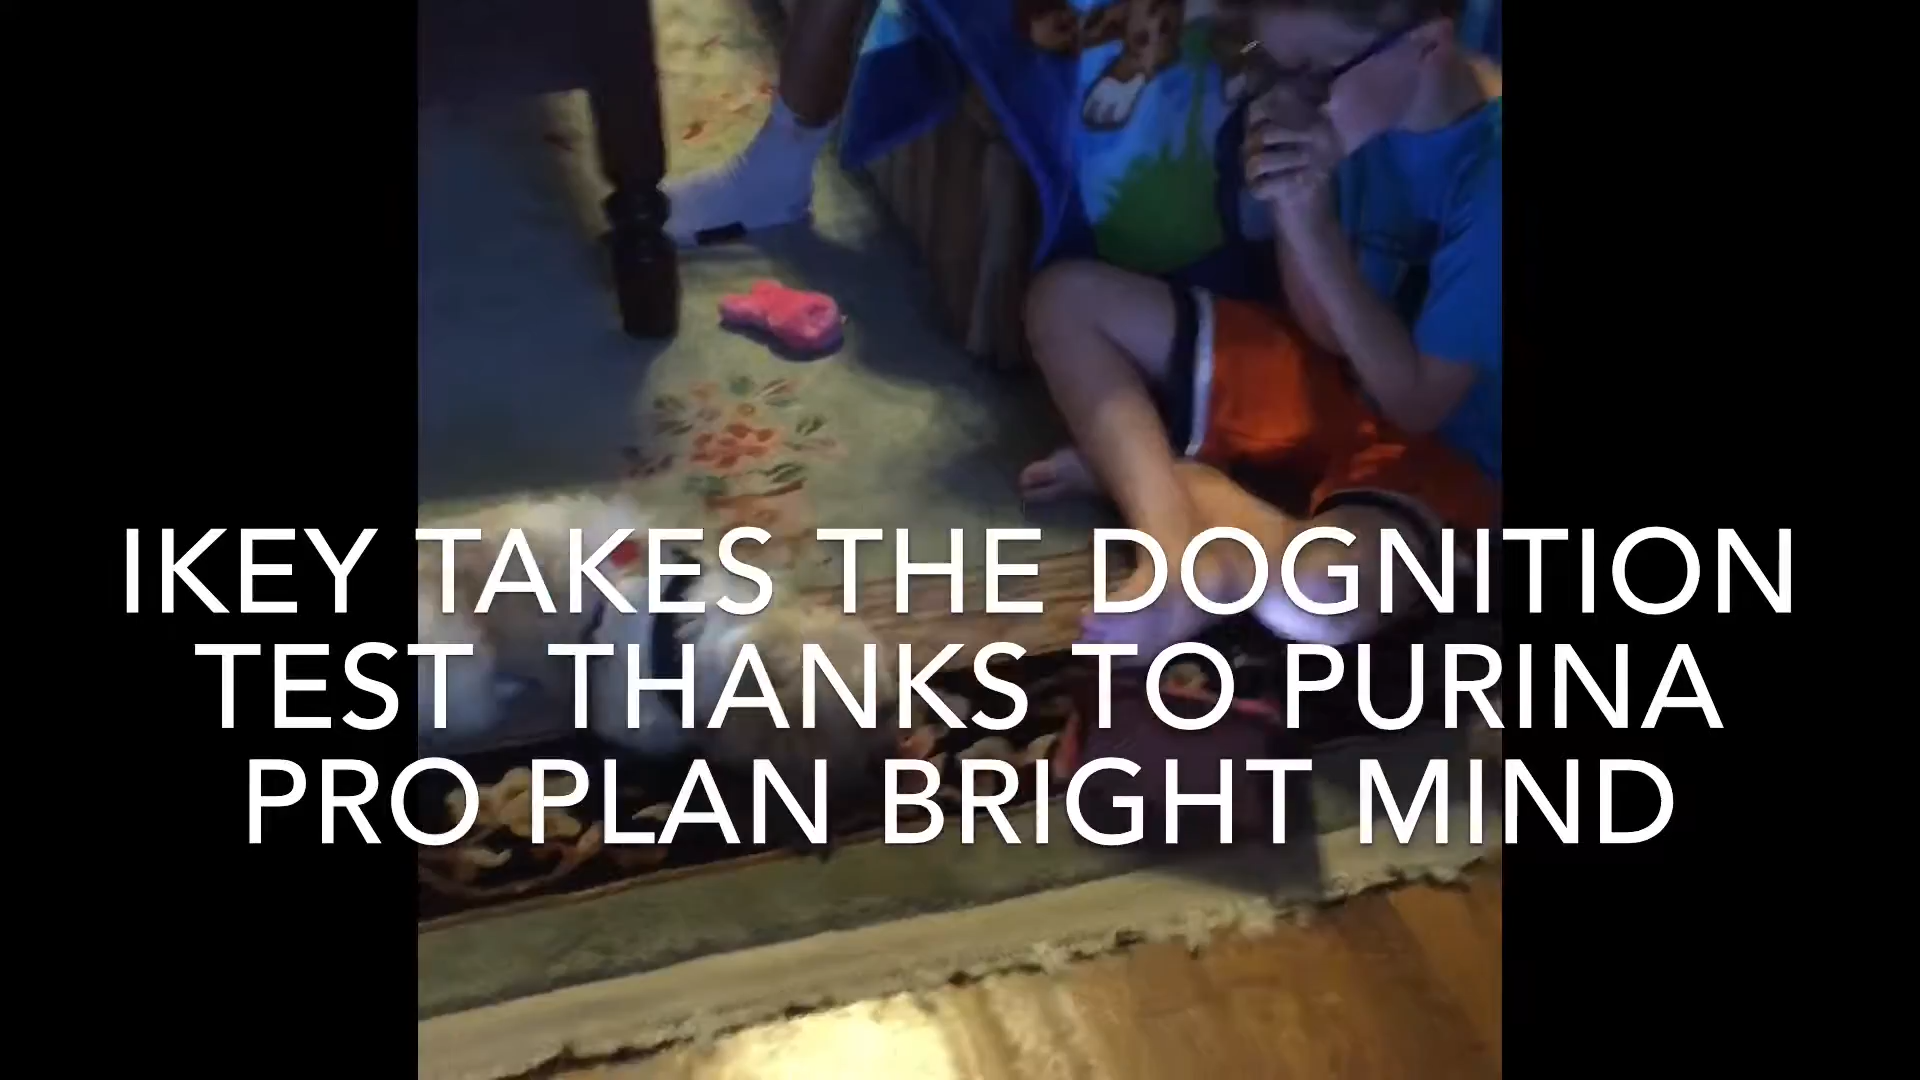 IKEY TAKES THE DOGNITION
TEST THANKS TO PURINA
PRO PLAN BRIGHT MIND